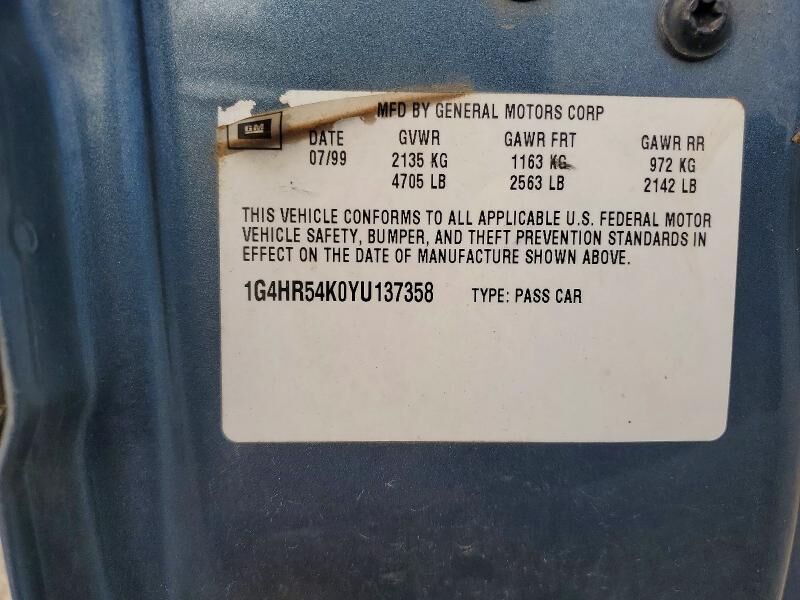 MFD BY GENERAL MOTORS CORP
GM
DATE GVWR GAWR FRT GAWR RR
07/99 2135 KG 1163 KG 972 KG
4705 LB 2563 LB 2142 LB
THIS VEHICLE CONFORMS TO ALL APPLICABLE U.S. FEDERAL MOTOR
VEHICLE SAFETY, BUMPER, AND THEFT PREVENTION STANDARDS IN
EFFECT ON THE DATE OF MANUFACTURE SHOWN ABOVE.
1G4HR54K0YU137358 TYPE: PASS CAR